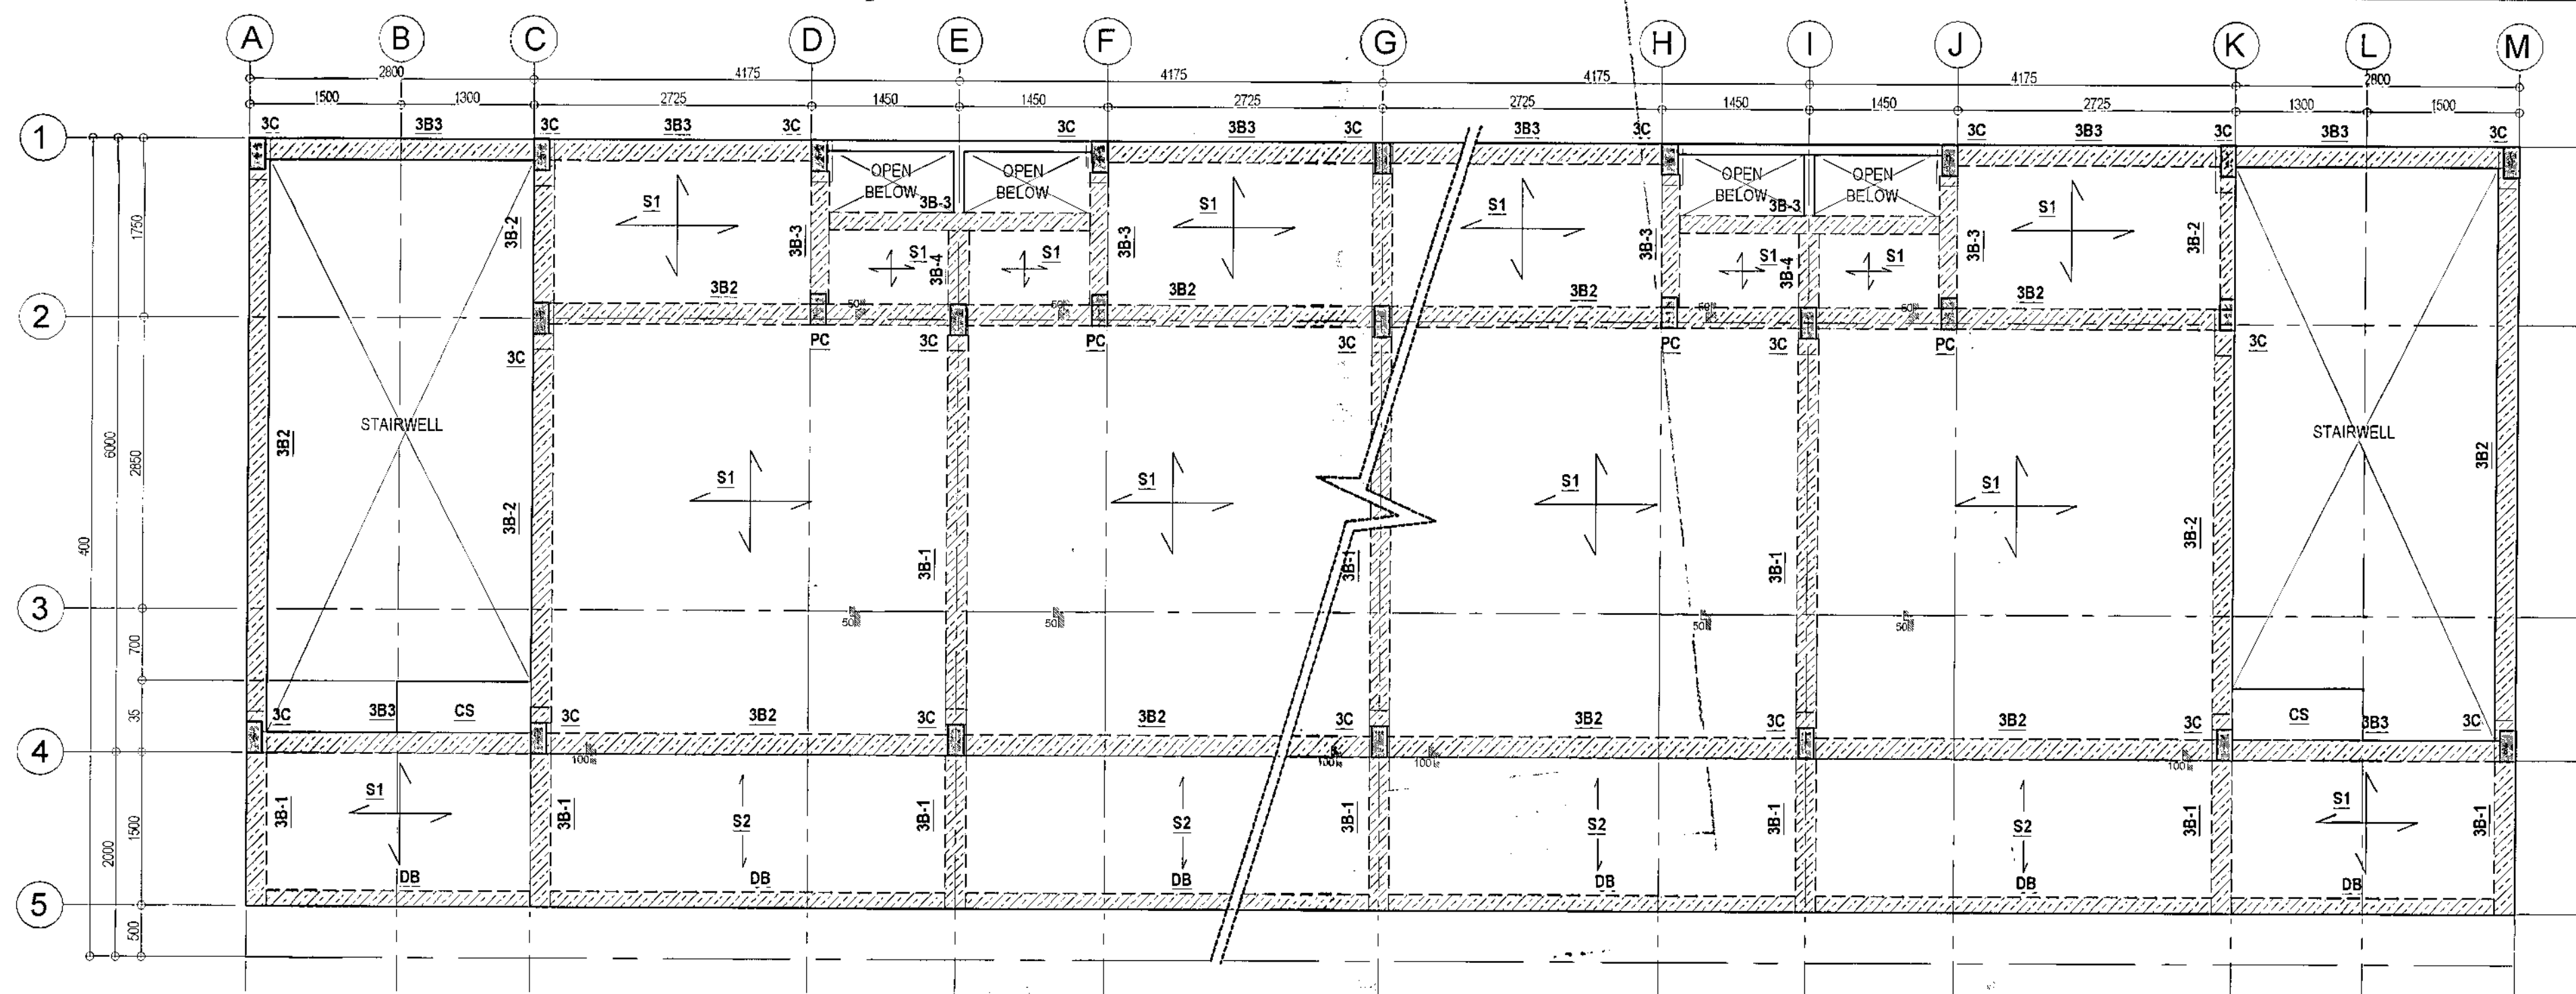 A B C D E F G H I J K L M
2800 4175 4175 4175 4175 2800
1500 1300 2725 1450 1450 2725 2725 1450 1450 2725 1300 1500
3C 3B3 3C 3B3 3C 3C 3B3 3C 3B3 3C 3C 3B3 3C 3B3 3C
1
OPEN BELOW OPEN BELOW OPEN BELOW OPEN BELOW
S1 S1 S1 S1
3B-3 3B-3
1750 3B-2 3B-3 3B-3 3B-3 3B-3 3B-2
S1 3B-4 S1 S1 3B-4 S1
3B2 3B2 3B2 3B2
50 50 50 50
2
3C PC 3C PC 3C PC 3C PC 3C
STAIRWELL STAIRWELL
6000 2850 3B2 3B2
S1 S1 S1 S1
3B-2 3B-2
400 3B-1 3B-1 3B-1
3
50 50 50 50
700
35 3C 3B3 CS 3C 3B2 3C 3B2 3C 3B2 3C 3B2 3C CS 3B3 3C
4
100 100 100 100
S1 S1
2000 1500 3B-1 3B-1 S2 3B-1 S2 3B-1 S2 3B-1 S2 3B-1 3B-1
DB DB DB DB DB DB
5
500